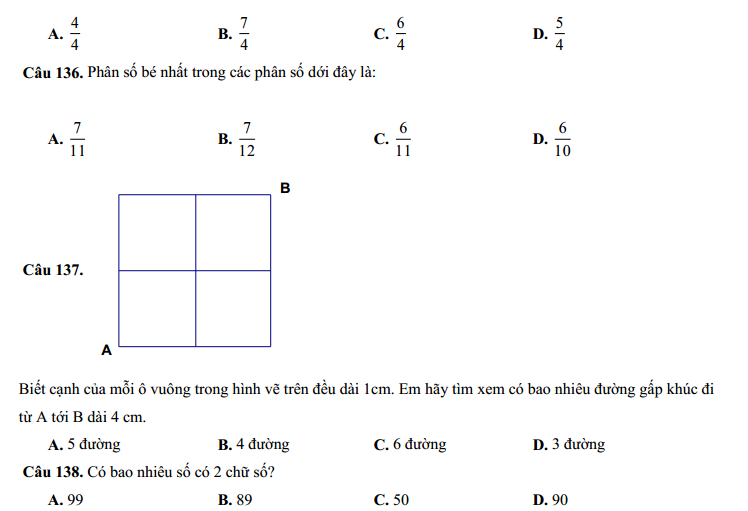 A. 4/4 B. 7/4 C. 6/4 D. 5/4
Câu 136. Phân số bé nhất trong các phân số dới đây là:
A. 7/11 B. 7/12 C. 6/11 D. 6/10
B
Câu 137.
A
Biết cạnh của mỗi ô vuông trong hình vẽ trên đều dài 1cm. Em hãy tìm xem có bao nhiêu đường gấp khúc đi
từ A tới B dài 4 cm.
A. 5 đường B. 4 đường C. 6 đường D. 3 đường
Câu 138. Có bao nhiêu số có 2 chữ số?
A. 99 B. 89 C. 50 D. 90